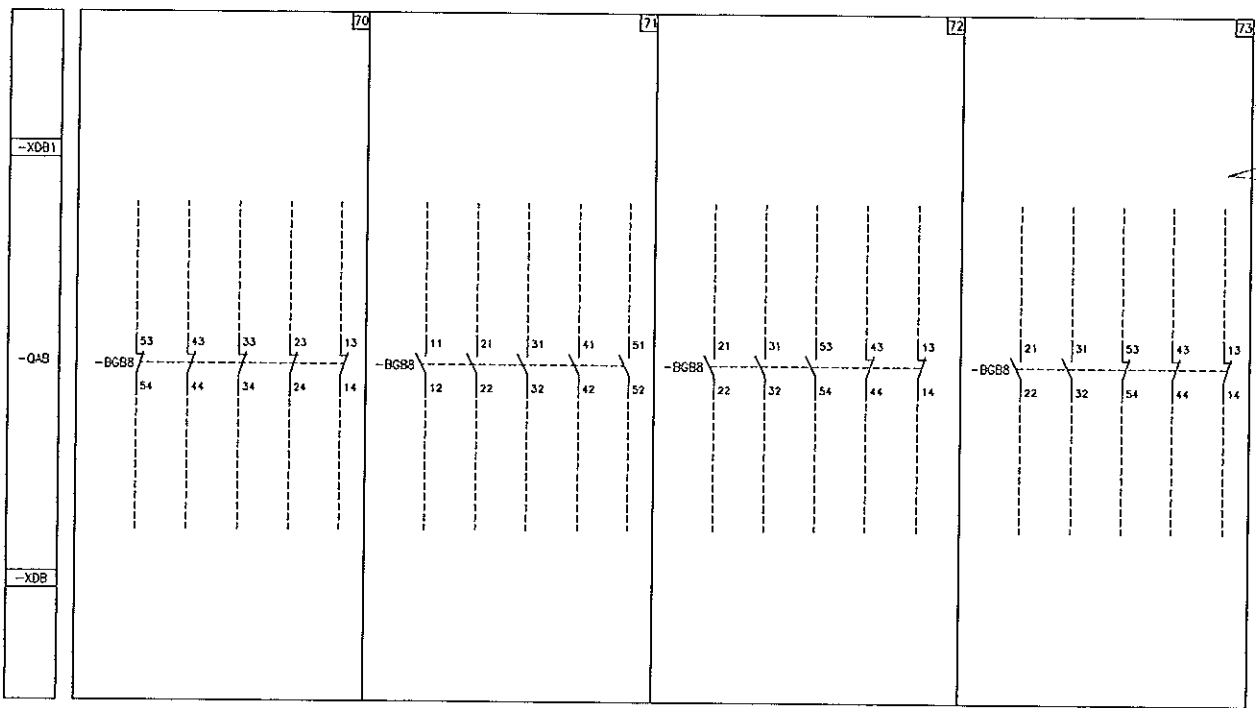 70
71
72
73
-XDB1
-QAB
-XDB
53 43 33 23 13
-BGB8
54 44 34 24 14
11 21 31 41 51
-BGB8
12 22 32 42 52
21 31 53 43 13
-BGB8
22 32 54 44 14
21 31 53 43 13
-BGB8
22 32 54 44 14